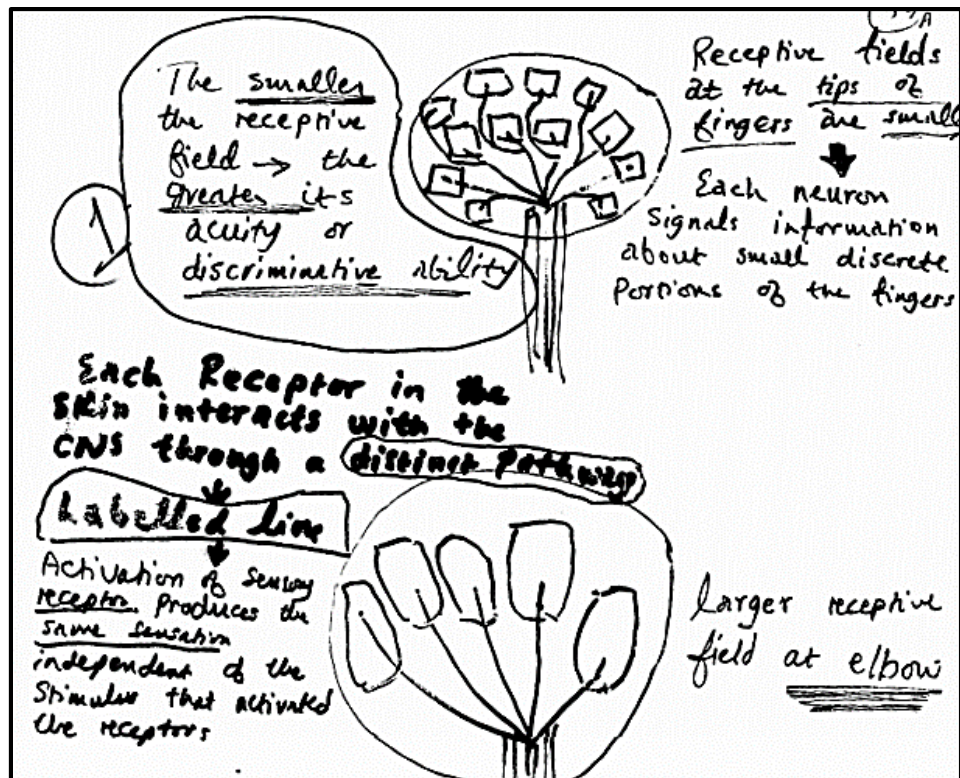 The smaller
the receptive
field → the
greater its
acuity or
discriminative ability
1
A
Receptive fields
at the tips of
fingers are small
Each neuron
signals information
about small discrete
Portions of the fingers
Each Receptor in the
Skin interacts with the
CNS through a distinct pathway
Labelled line
Activation of sensory
receptor produces the
same sensation
independent of the
Stimulus that activated
the receptors
larger receptive
field at elbow